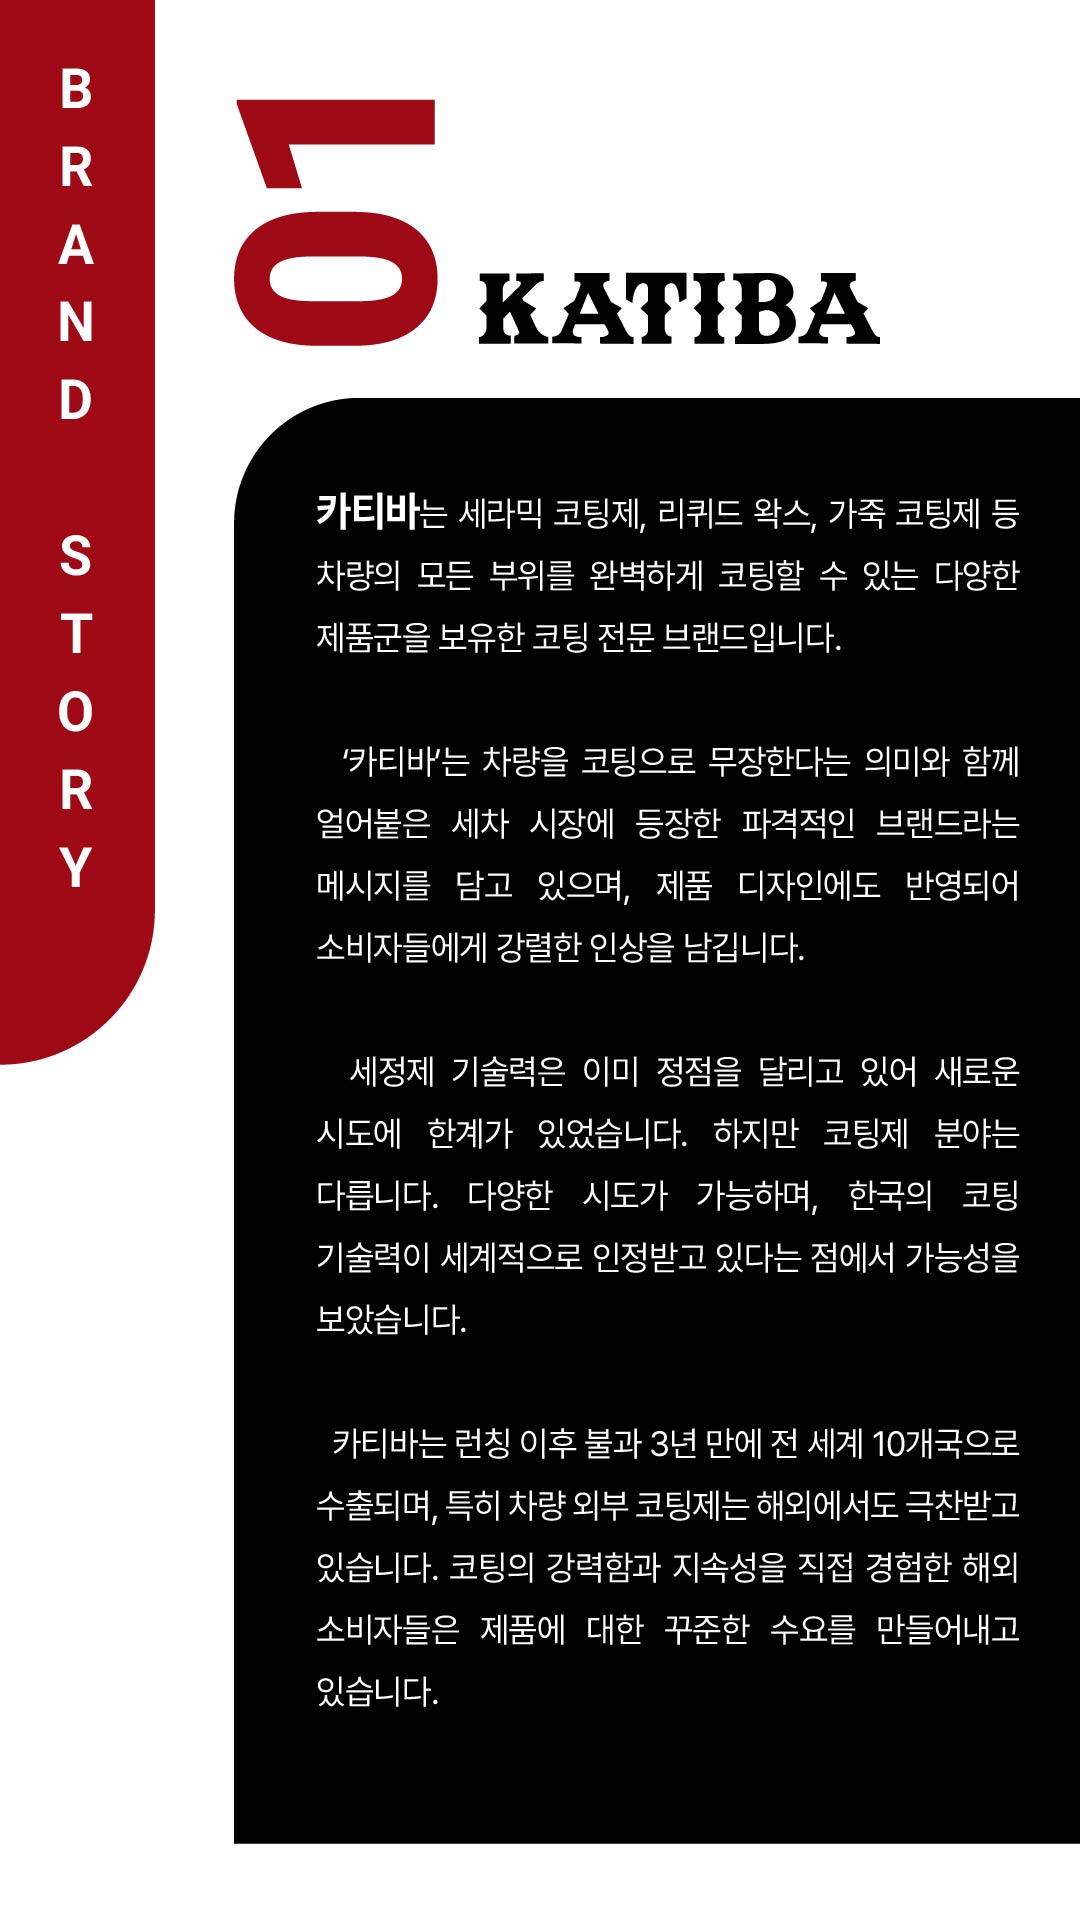 BRAND STORY
01
KATIBA
카티바는 세라믹 코팅제, 리퀴드 왁스, 가죽 코팅제 등
차량의 모든 부위를 완벽하게 코팅할 수 있는 다양한
제품군을 보유한 코팅 전문 브랜드입니다.
‘카티바’는 차량을 코팅으로 무장한다는 의미와 함께
얼어붙은 세차 시장에 등장한 파격적인 브랜드라는
메시지를 담고 있으며, 제품 디자인에도 반영되어
소비자들에게 강렬한 인상을 남깁니다.
세정제 기술력은 이미 정점을 달리고 있어 새로운
시도에 한계가 있었습니다. 하지만 코팅제 분야는
다릅니다. 다양한 시도가 가능하며, 한국의 코팅
기술력이 세계적으로 인정받고 있다는 점에서 가능성을
보았습니다.
카티바는 런칭 이후 불과 3년 만에 전 세계 10개국으로
수출되며, 특히 차량 외부 코팅제는 해외에서도 극찬받고
있습니다. 코팅의 강력함과 지속성을 직접 경험한 해외
소비자들은 제품에 대한 꾸준한 수요를 만들어내고
있습니다.